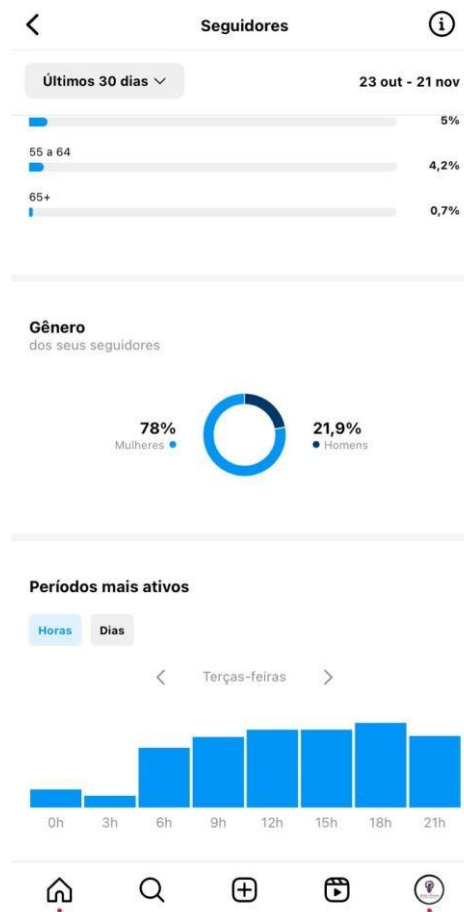 Seguidores
Últimos 30 dias
23 out - 21 nov
5%
55 a 64
4,2%
65+
0,7%
Gênero
dos seus seguidores
78%
Mulheres
21,9%
Homens
Períodos mais ativos
Horas Dias
Terças-feiras
0h 3h 6h 9h 12h 15h 18h 21h